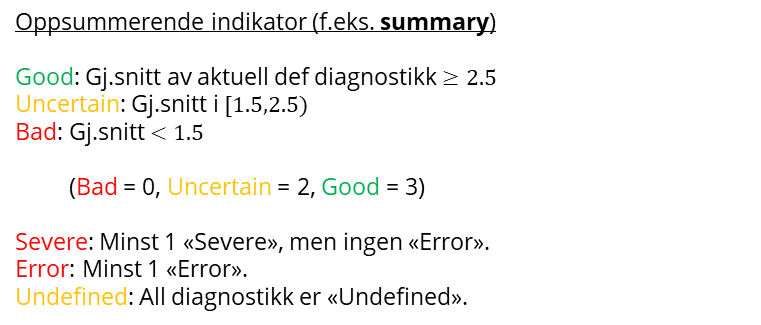 Oppsummerende indikator (f.eks. summary)
Good: Gj.snitt av aktuell def diagnostikk ≥ 2.5
Uncertain: Gj.snitt i [1.5,2.5)
Bad: Gj.snitt < 1.5
(Bad = 0, Uncertain = 2, Good = 3)
Severe: Minst 1 «Severe», men ingen «Error».
Error: Minst 1 «Error».
Undefined: All diagnostikk er «Undefined».